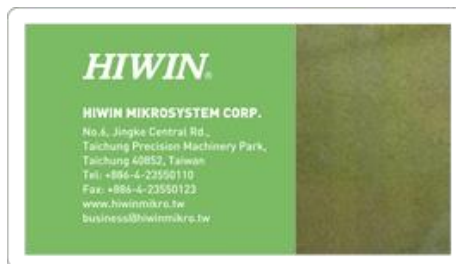 HIWIN®
HIWIN MIKROSYSTEM CORP.
No.6, Jingke Central Rd.,
Taichung Precision Machinery Park,
Taichung 40852, Taiwan
Tel: +886-4-23550110
Fax: +886-4-23550123
www.hiwinmikro.tw
business@hiwinmikro.tw